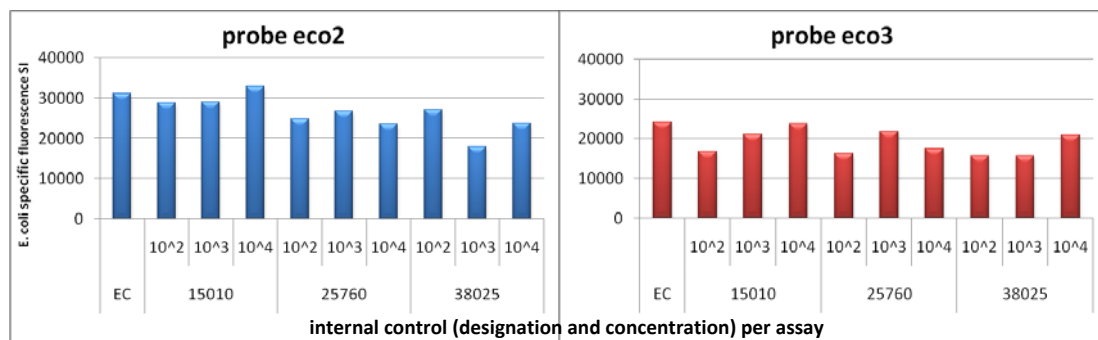 probe eco2
E. coli specific fluorescence SI
40000
30000
20000
10000
0
10^2 10^3 10^4 10^2 10^3 10^4 10^2 10^3 10^4
EC 15010 25760 38025
probe eco3
40000
30000
20000
10000
0
10^2 10^3 10^4 10^2 10^3 10^4 10^2 10^3 10^4
EC 15010 25760 38025
internal control (designation and concentration) per assay